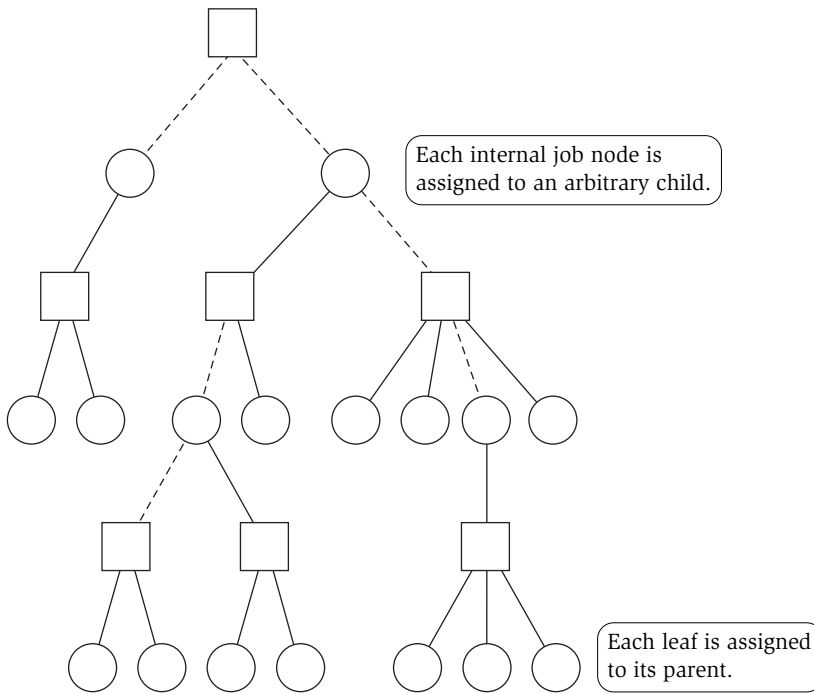 Each internal job node is
assigned to an arbitrary child.
Each leaf is assigned
to its parent.